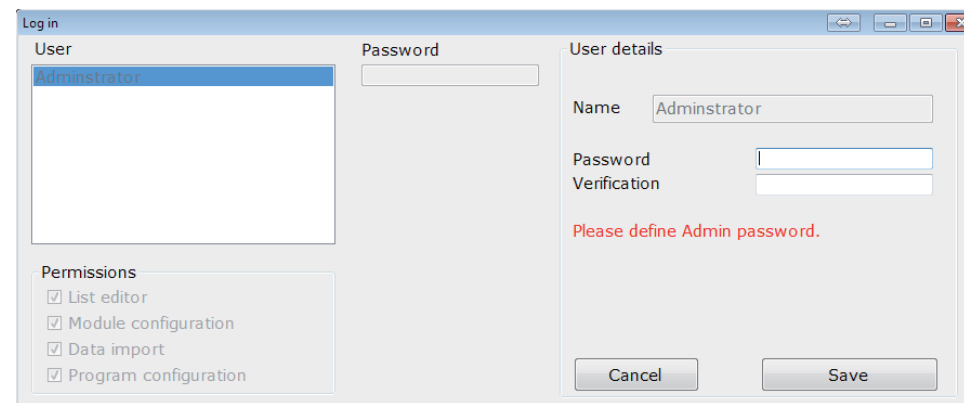 Log in
User
Adminstrator
Permissions
List editor
Module configuration
Data import
Program configuration
Password
User details
Name Adminstrator
Password
Verification
Please define Admin password.
Cancel Save